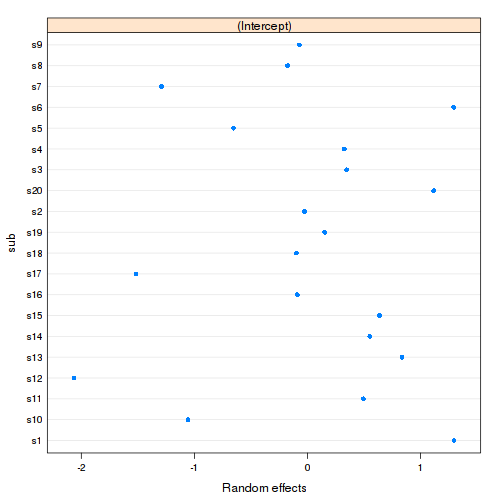 (Intercept)
s9
s8
s7
s6
s5
s4
s3
s20
s2
s19
s18
s17
s16
s15
s14
s13
s12
s11
s10
s1
sub
-2 -1 0 1
Random effects